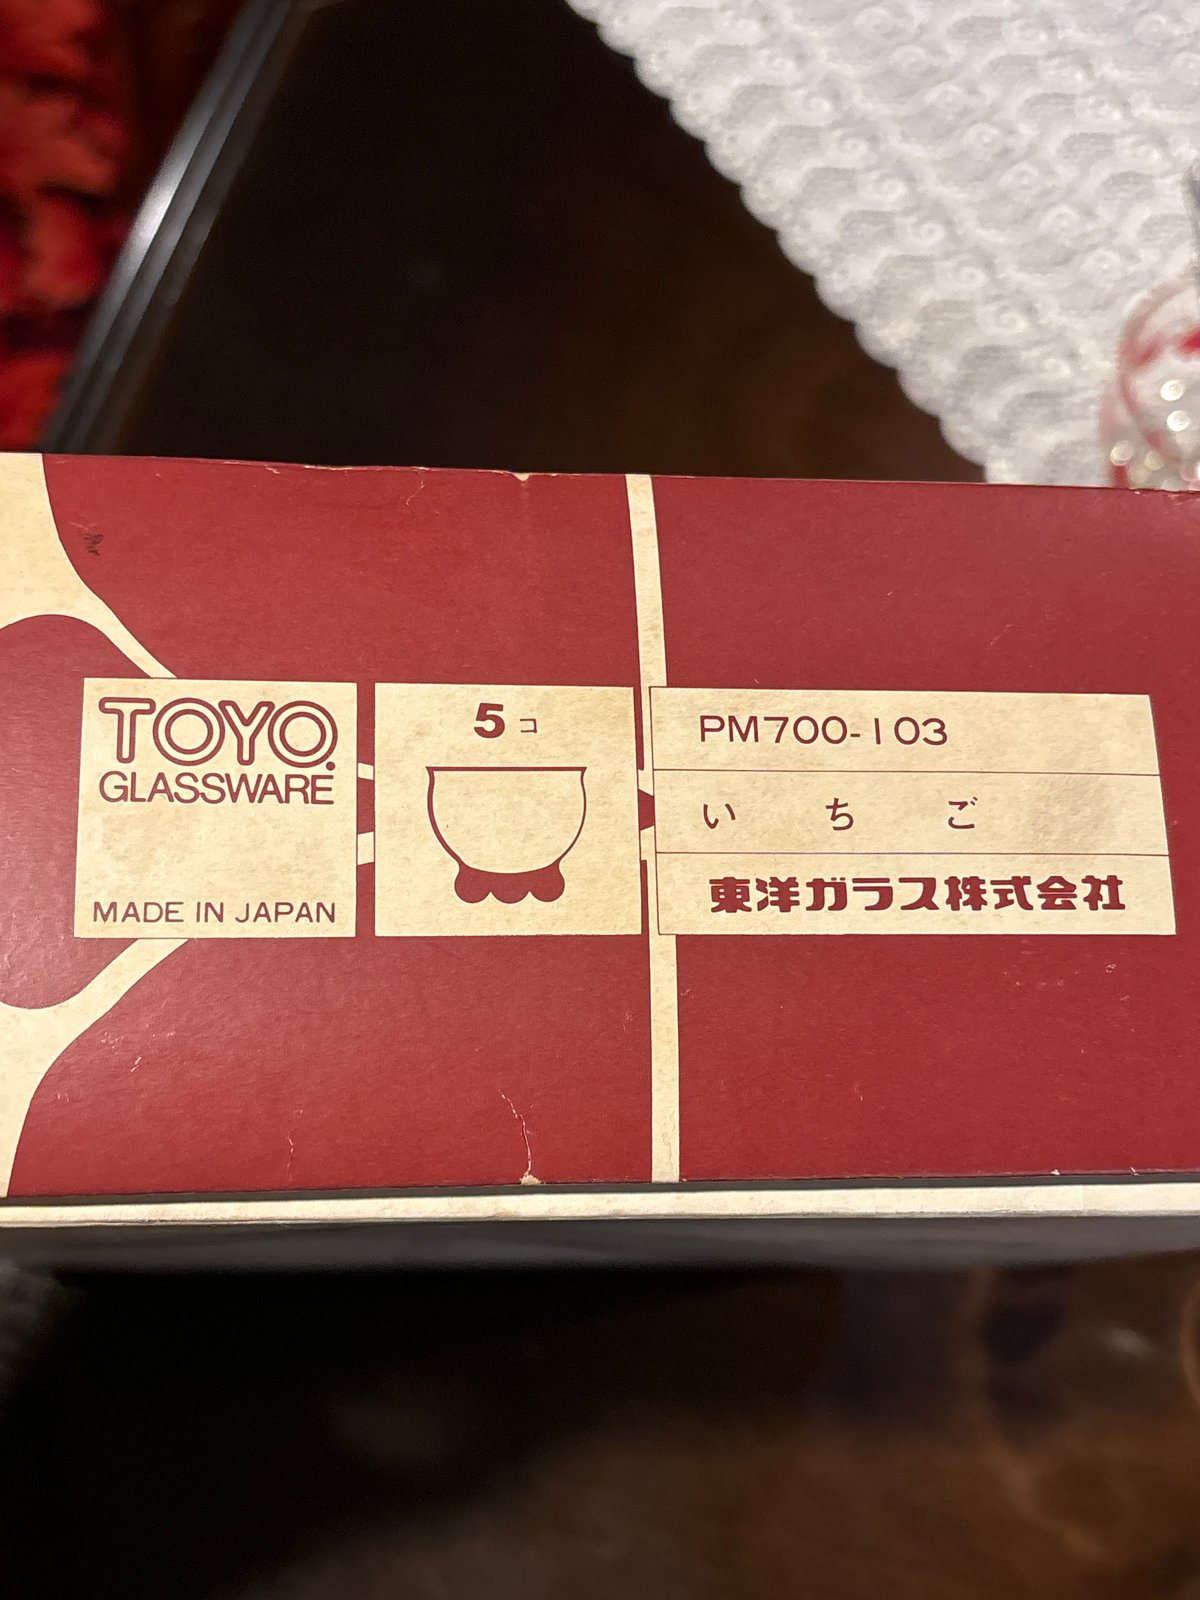 TOYO.
GLASSWARE
MADE IN JAPAN
5コ
PM700-103
いちご
東洋ガラス株式会社